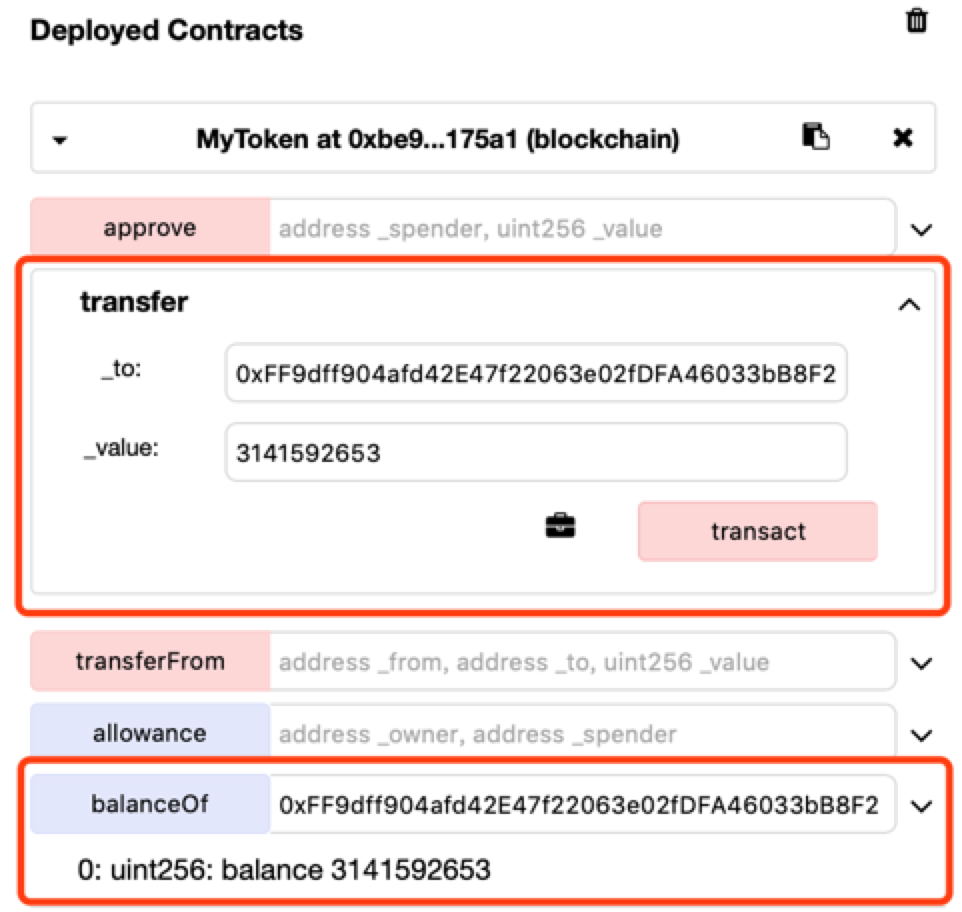 Deployed Contracts
MyToken at 0xbe9...175a1 (blockchain)
approve address _spender, uint256 _value
transfer
_to: 0xFF9dff904afd42E47f22063e02fDFA46033bB8F2
_value: 3141592653
transact
transferFrom address _from, address _to, uint256 _value
allowance address _owner, address _spender
balanceOf 0xFF9dff904afd42E47f22063e02fDFA46033bB8F2
0: uint256: balance 3141592653